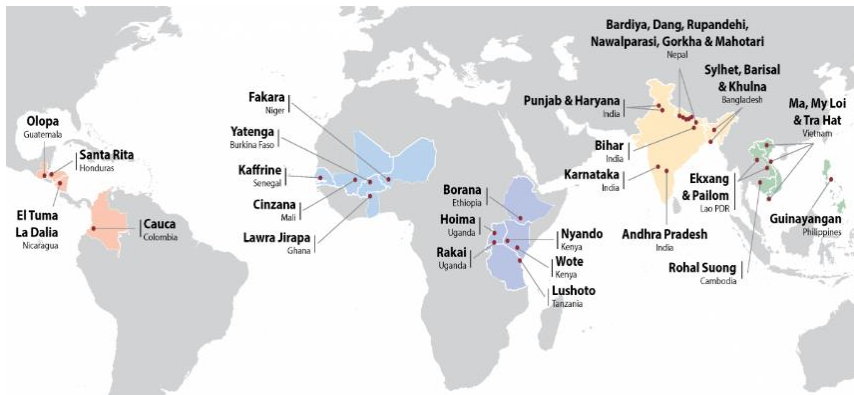 Olopa
Guatemala
Santa Rita
Honduras
El Tuma
La Dalia
Nicaragua
Cauca
Colombia
Fakara
Niger
Yatenga
Burkina Faso
Kaffrine
Senegal
Cinzana
Mali
Lawra Jirapa
Ghana
Borana
Ethiopia
Hoima
Uganda
Rakai
Uganda
Nyando
Kenya
Wote
Kenya
Lushoto
Tanzania
Bardiya, Dang, Rupandehi,
Nawalparasi, Gorkha & Mahotari
Nepal
Punjab & Haryana
India
Bihar
India
Karnataka
India
Andhra Pradesh
India
Sylhet, Barisal
& Khulna
Bangladesh
Ma, My Loi
& Tra Hat
Vietnam
Ekxang
& Pailom
Lao PDR
Guinayangan
Philippines
Rohal Suong
Cambodia